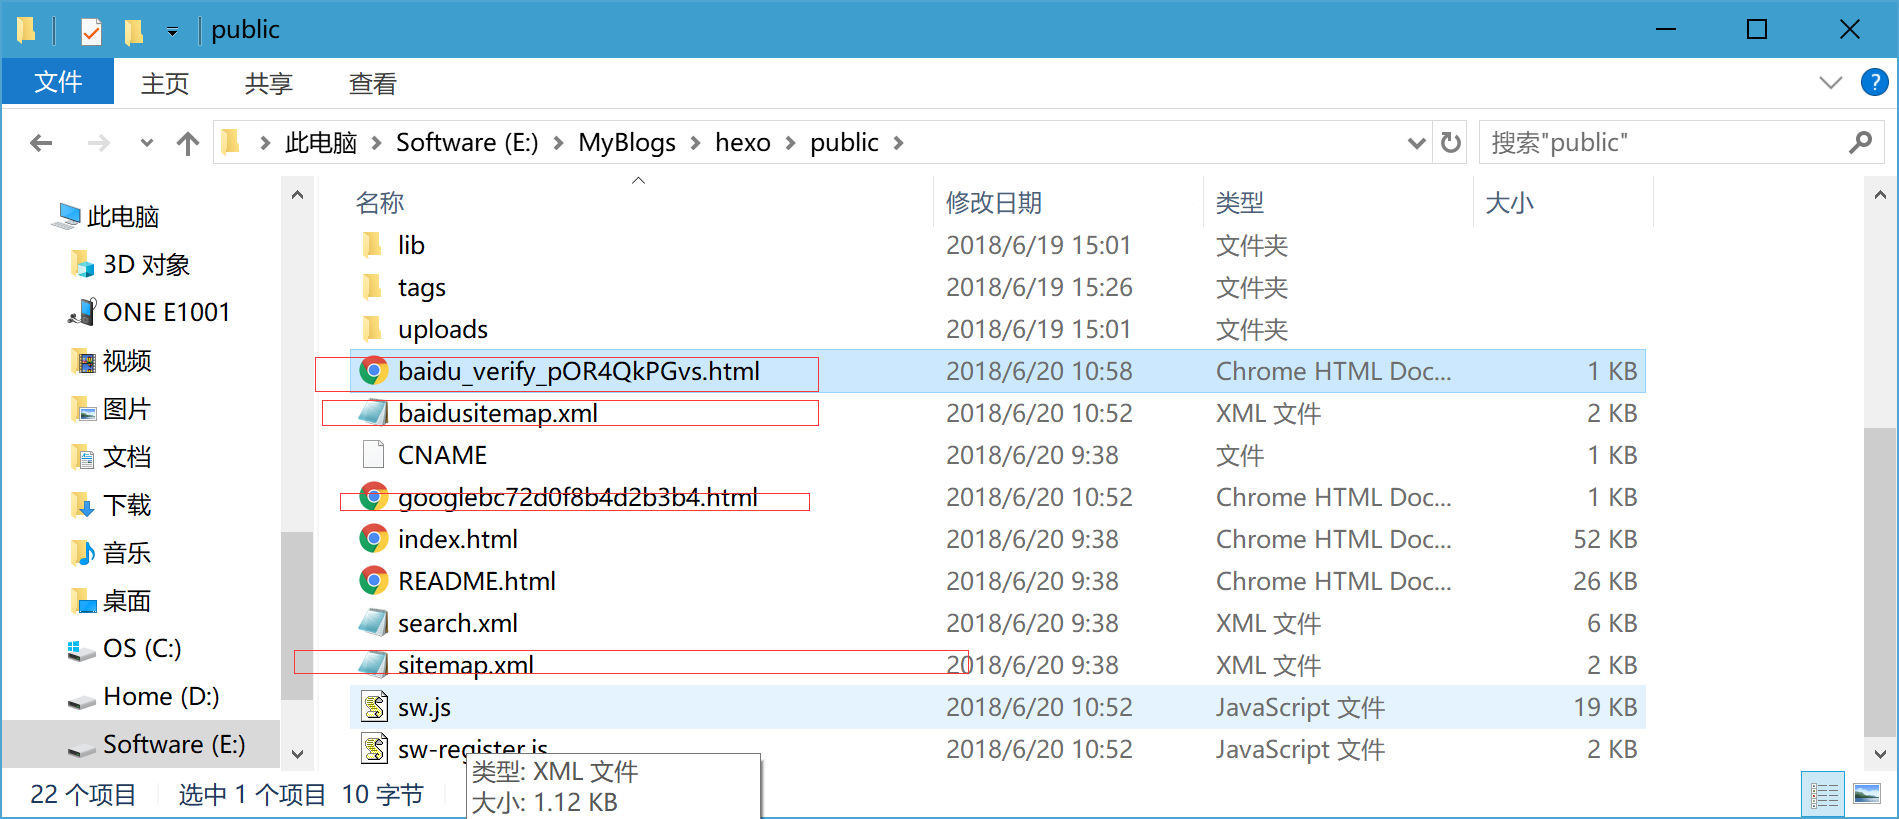 public
文件 主页 共享 查看
此电脑 Software (E:) MyBlogs hexo public 搜索"public"
此电脑
3D 对象
ONE E1001
视频
图片
文档
下载
音乐
桌面
OS (C:)
Home (D:)
Software (E:)
名称 修改日期 类型 大小
lib 2018/6/19 15:01 文件夹
tags 2018/6/19 15:26 文件夹
uploads 2018/6/19 15:01 文件夹
baidu_verify_pOR4QkPGvs.html 2018/6/20 10:58 Chrome HTML Doc... 1 KB
baidusitemap.xml 2018/6/20 10:52 XML 文件 2 KB
CNAME 2018/6/20 9:38 文件 1 KB
googlebc72d0f8b4d2b3b4.html 2018/6/20 10:52 Chrome HTML Doc... 1 KB
index.html 2018/6/20 9:38 Chrome HTML Doc... 52 KB
README.html 2018/6/20 9:38 Chrome HTML Doc... 26 KB
search.xml 2018/6/20 9:38 XML 文件 6 KB
sitemap.xml 2018/6/20 9:38 XML 文件 2 KB
sw.js 2018/6/20 10:52 JavaScript 文件 19 KB
sw-register.js 2018/6/20 10:52 JavaScript 文件 2 KB
类型: XML 文件
大小: 1.12 KB
22 个项目 选中 1 个项目 10 字节